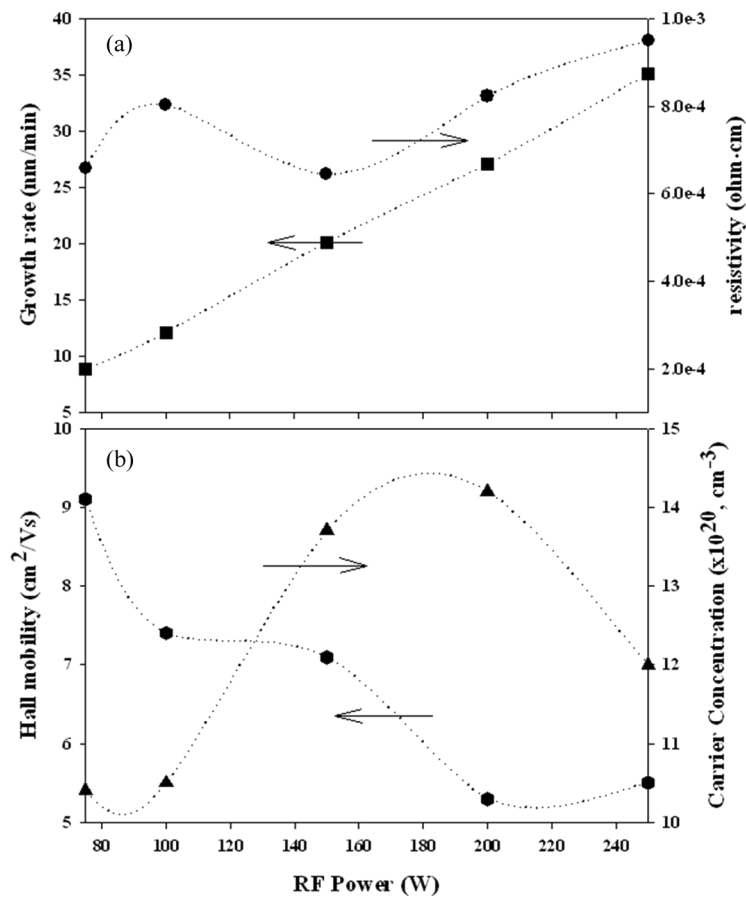 (a)
Growth rate (nm/min)
40
35
30
25
20
15
10
5
1.0e-3
8.0e-4
6.0e-4
4.0e-4
2.0e-4
resistivity (ohm·cm)
(b)
Hall mobility (cm²/Vs)
10
9
8
7
6
5
15
14
13
12
11
10
Carrier Concentration (x10²⁰, cm⁻³)
80 100 120 140 160 180 200 220 240
RF Power (W)